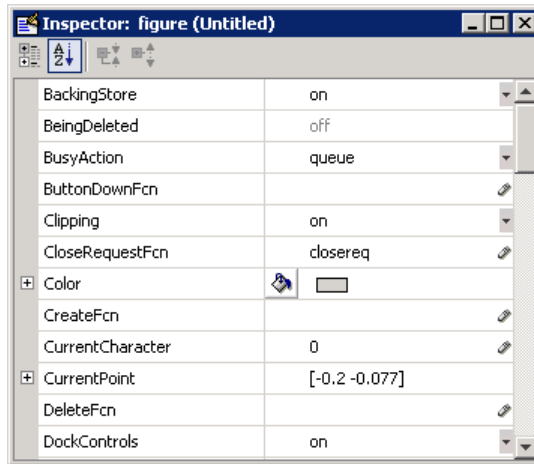 Inspector: figure (Untitled)
BackingStore on
BeingDeleted off
BusyAction queue
ButtonDownFcn
Clipping on
CloseRequestFcn closereq
Color
CreateFcn
CurrentCharacter 0
CurrentPoint [-0.2 -0.077]
DeleteFcn
DockControls on